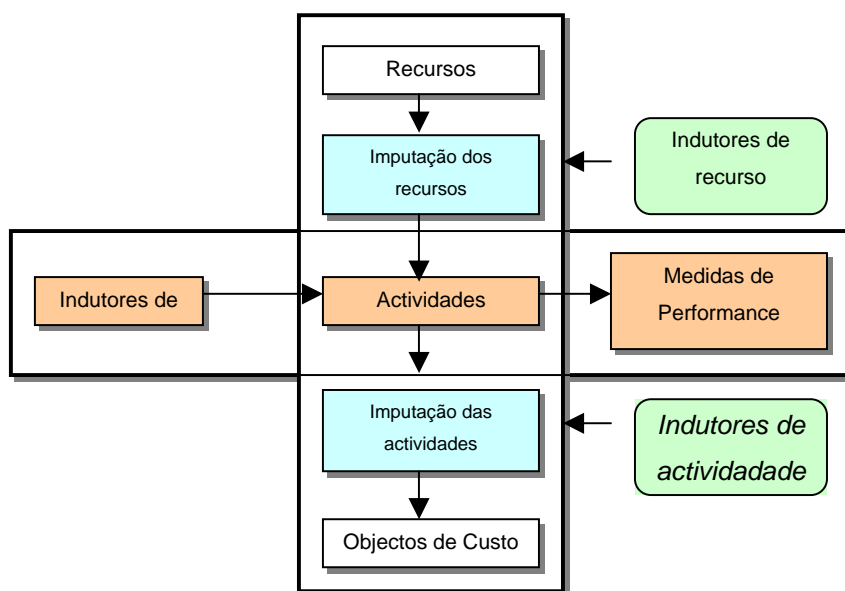 Recursos
Imputação dos
recursos
Indutores de
recurso
Indutores de
Actividades
Medidas de
Performance
Imputação das
actividades
Indutores de
actividadade
Objectos de Custo